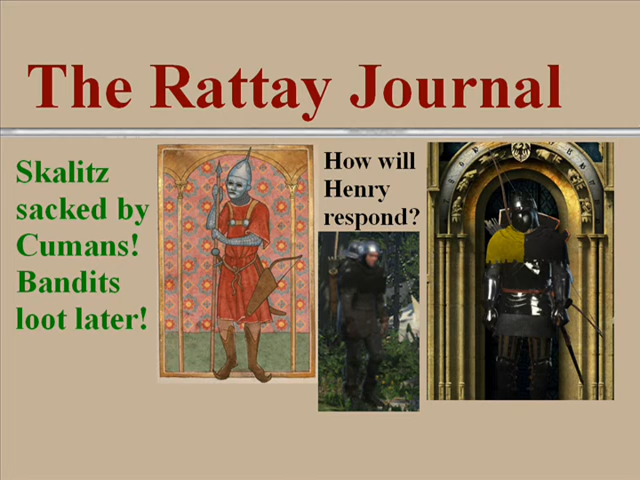 The Rattay Journal
Skalitz
sacked by
Cumans!
Bandits
loot later!
How will
Henry
respond?